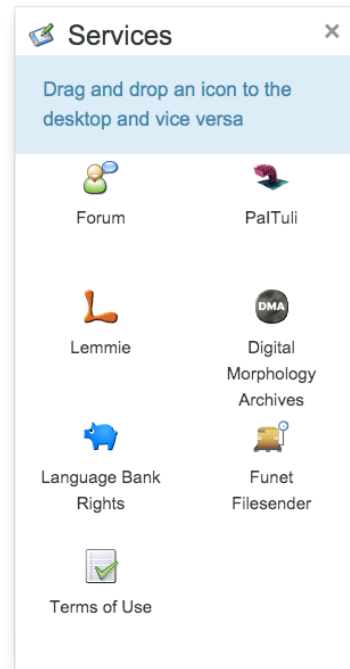 Services
×
Drag and drop an icon to the
desktop and vice versa
Forum
PaITuli
Lemmie
DMA
Digital
Morphology
Archives
Language Bank
Rights
Funet
Filesender
Terms of Use